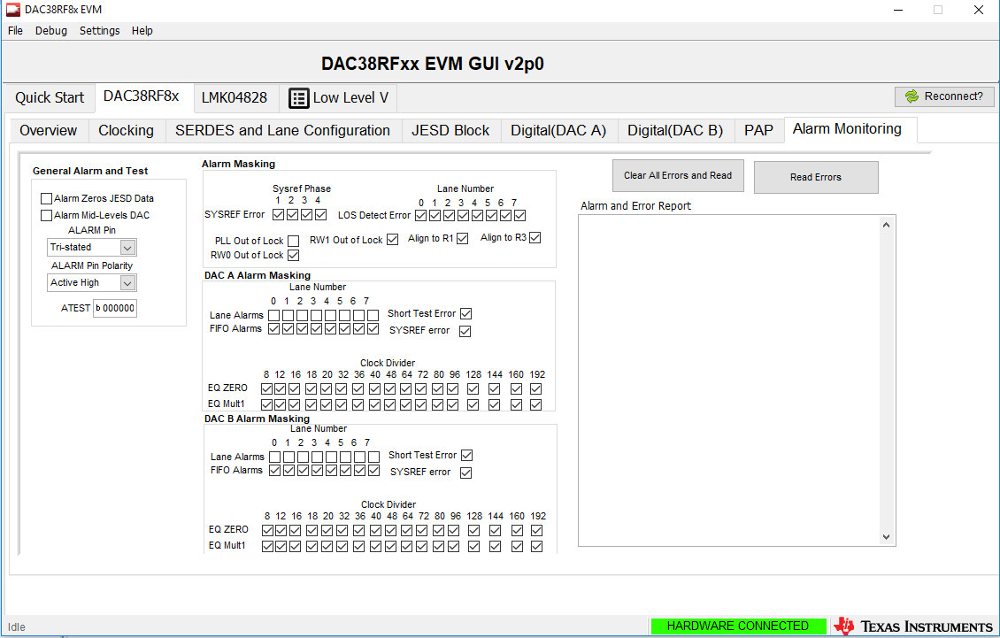 DAC38RF8x EVM
File Debug Settings Help
DAC38RFxx EVM GUI v2p0
Quick Start DAC38RF8x LMK04828 Low Level V Reconnect?
Overview Clocking SERDES and Lane Configuration JESD Block Digital(DAC A) Digital(DAC B) PAP Alarm Monitoring
General Alarm and Test
Alarm Zeros JESD Data
Alarm Mid-Levels DAC
ALARM Pin
Tri-stated
ALARM Pin Polarity
Active High
ATEST b 000000
Alarm Masking
Sysref Phase
1 2 3 4
SYSREF Error
Lane Number
0 1 2 3 4 5 6 7
LOS Detect Error
PLL Out of Lock RW1 Out of Lock Align to R1 Align to R3
RW0 Out of Lock
DAC A Alarm Masking
Lane Number
0 1 2 3 4 5 6 7
Lane Alarms Short Test Error
FIFO Alarms SYSREF error
Clock Divider
8 12 16 18 20 32 36 40 48 64 72 80 96 128 144 160 192
EQ ZERO
EQ Mult1
DAC B Alarm Masking
Lane Number
0 1 2 3 4 5 6 7
Lane Alarms Short Test Error
FIFO Alarms SYSREF error
Clock Divider
8 12 16 18 20 32 36 40 48 64 72 80 96 128 144 160 192
EQ ZERO
EQ Mult1
Clear All Errors and Read Read Errors
Alarm and Error Report
Idle HARDWARE CONNECTED TEXAS INSTRUMENTS